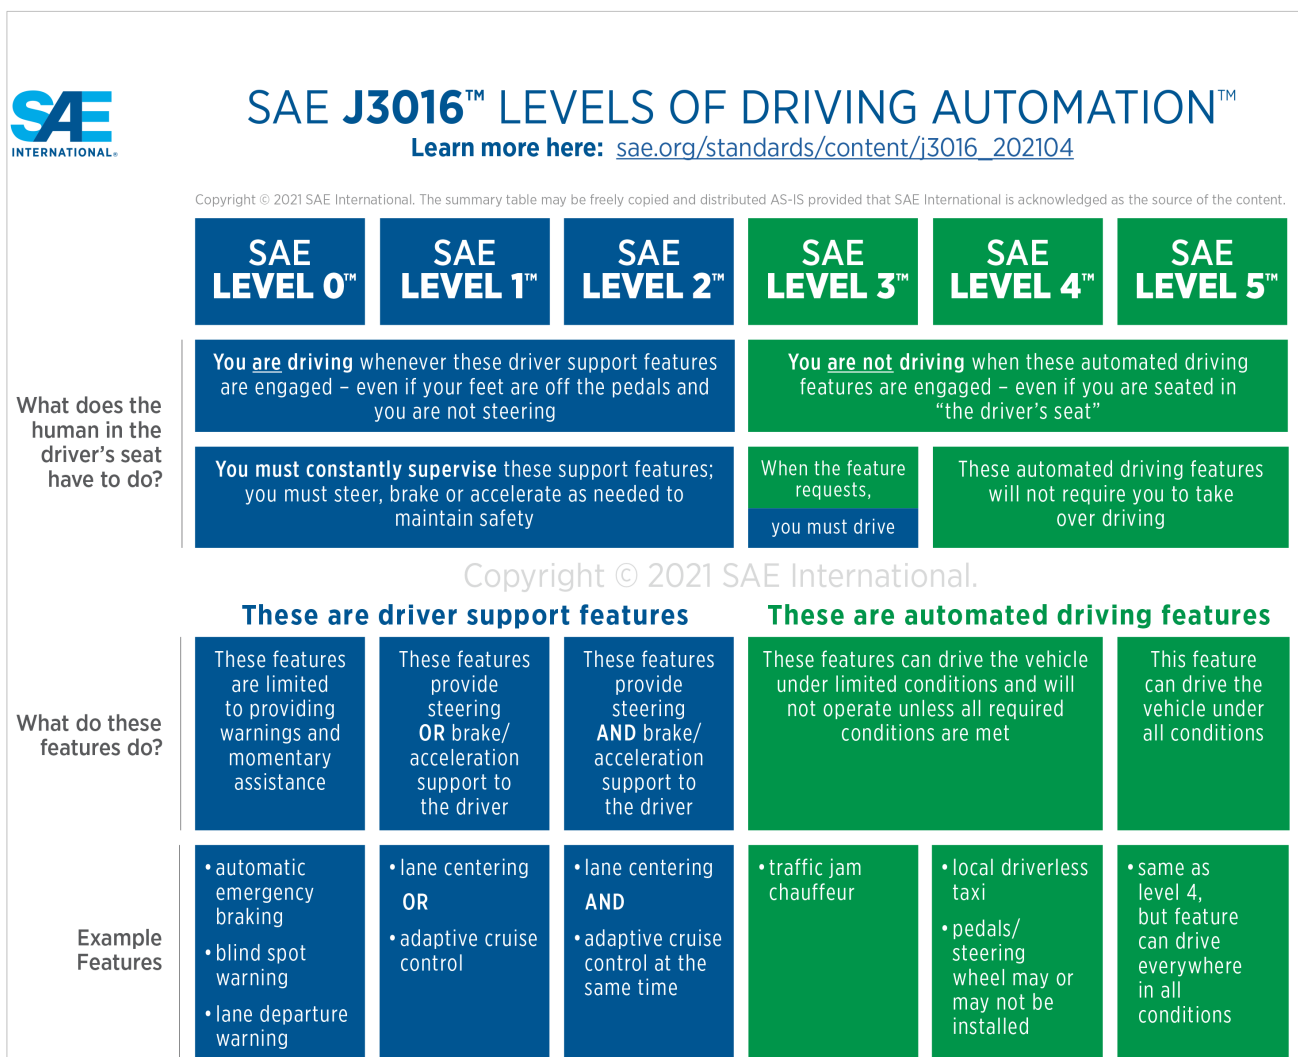 SAE INTERNATIONAL®
SAE J3016™ LEVELS OF DRIVING AUTOMATION™
Learn more here: sae.org/standards/content/j3016_202104
Copyright © 2021 SAE International. The summary table may be freely copied and distributed AS-IS provided that SAE International is acknowledged as the source of the content.
SAE
LEVEL 0™
SAE
LEVEL 1™
SAE
LEVEL 2™
SAE
LEVEL 3™
SAE
LEVEL 4™
SAE
LEVEL 5™
What does the
human in the
driver's seat
have to do?
You are driving whenever these driver support features
are engaged – even if your feet are off the pedals and
you are not steering
You are not driving when these automated driving
features are engaged – even if you are seated in
“the driver's seat”
You must constantly supervise these support features;
you must steer, brake or accelerate as needed to
maintain safety
When the feature
requests,
you must drive
These automated driving features
will not require you to take
over driving
Copyright © 2021 SAE International.
These are driver support features
These are automated driving features
What do these
features do?
These features
are limited
to providing
warnings and
momentary
assistance
These features
provide
steering
OR brake/
acceleration
support to
the driver
These features
provide
steering
AND brake/
acceleration
support to
the driver
These features can drive the vehicle
under limited conditions and will
not operate unless all required
conditions are met
This feature
can drive the
vehicle under
all conditions
Example
Features
• automatic
emergency
braking
• blind spot
warning
• lane departure
warning
• lane centering
OR
• adaptive cruise
control
• lane centering
AND
• adaptive cruise
control at the
same time
• traffic jam
chauffeur
• local driverless
taxi
• pedals/
steering
wheel may or
may not be
installed
• same as
level 4,
but feature
can drive
everywhere
in all
conditions